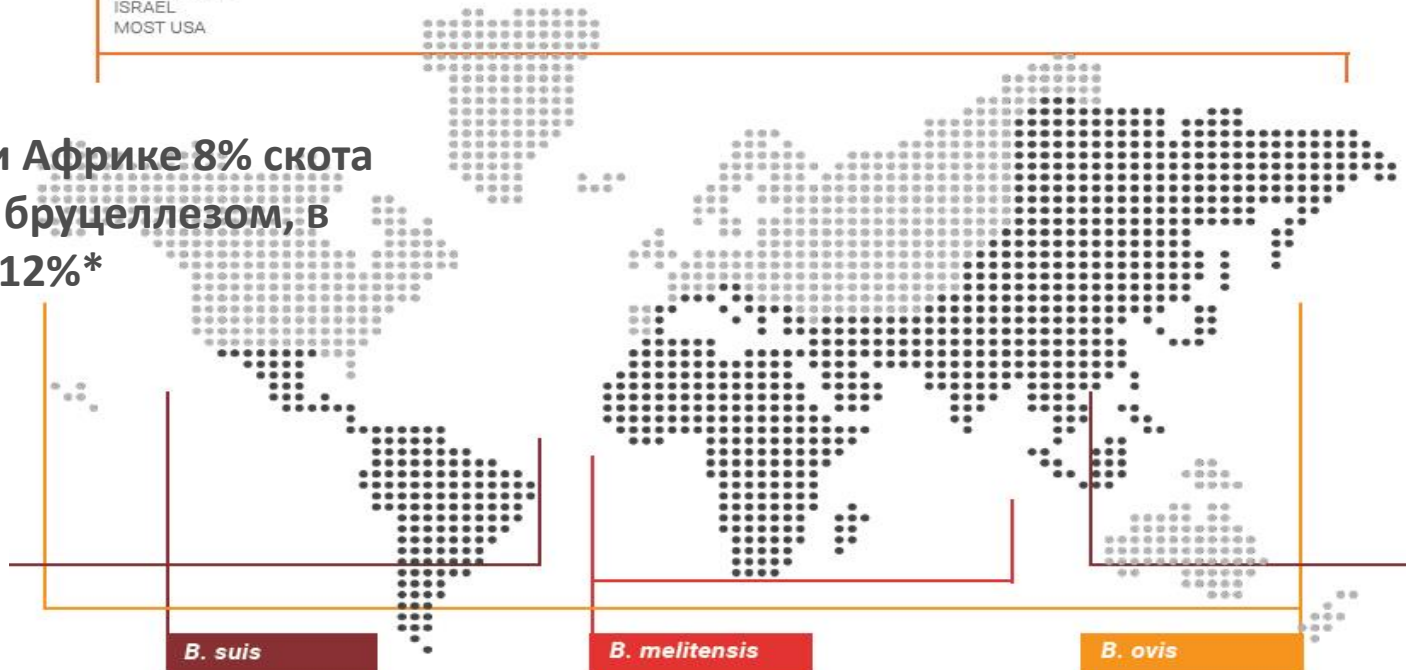 ISRAEL
MOST USA
и Африке 8% скота
бруцеллезом, в
12%*
B. suis
B. melitensis
B. ovis